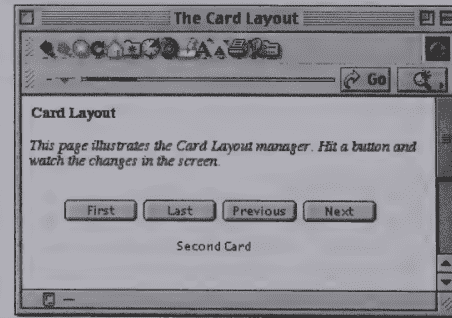 The Card Layout
Go
Card Layout
This page illustrates the Card Layout manager. Hit a button and
watch the changes in the screen.
First Last Previous Next
Second Card